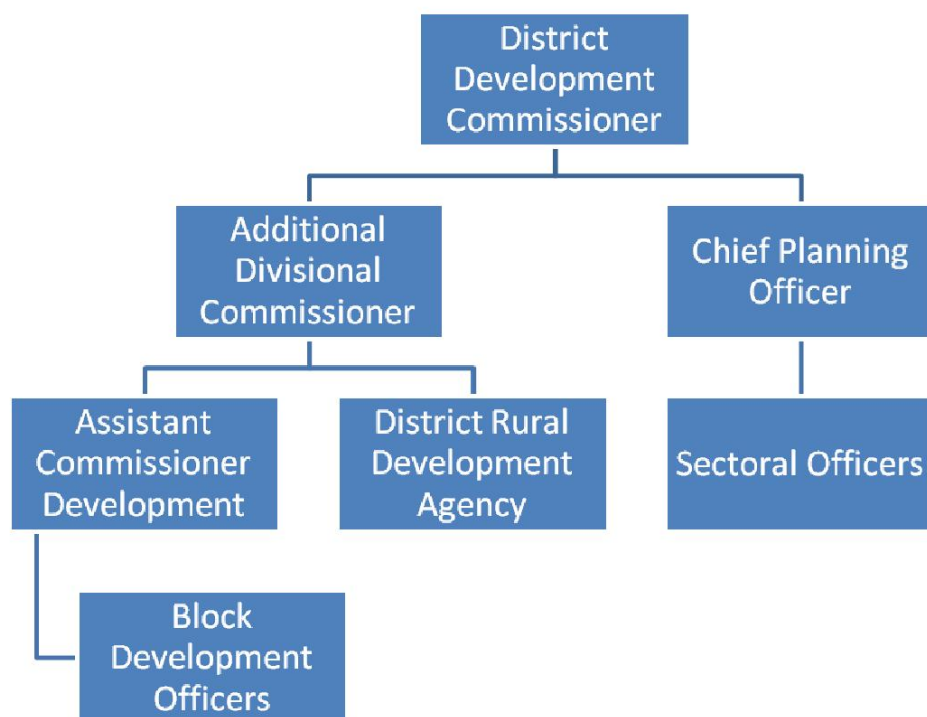 District
Development
Commissioner
Additional
Divisional
Commissioner
Chief Planning
Officer
Assistant
Commissioner
Development
District Rural
Development
Agency
Sectoral Officers
Block
Development
Officers